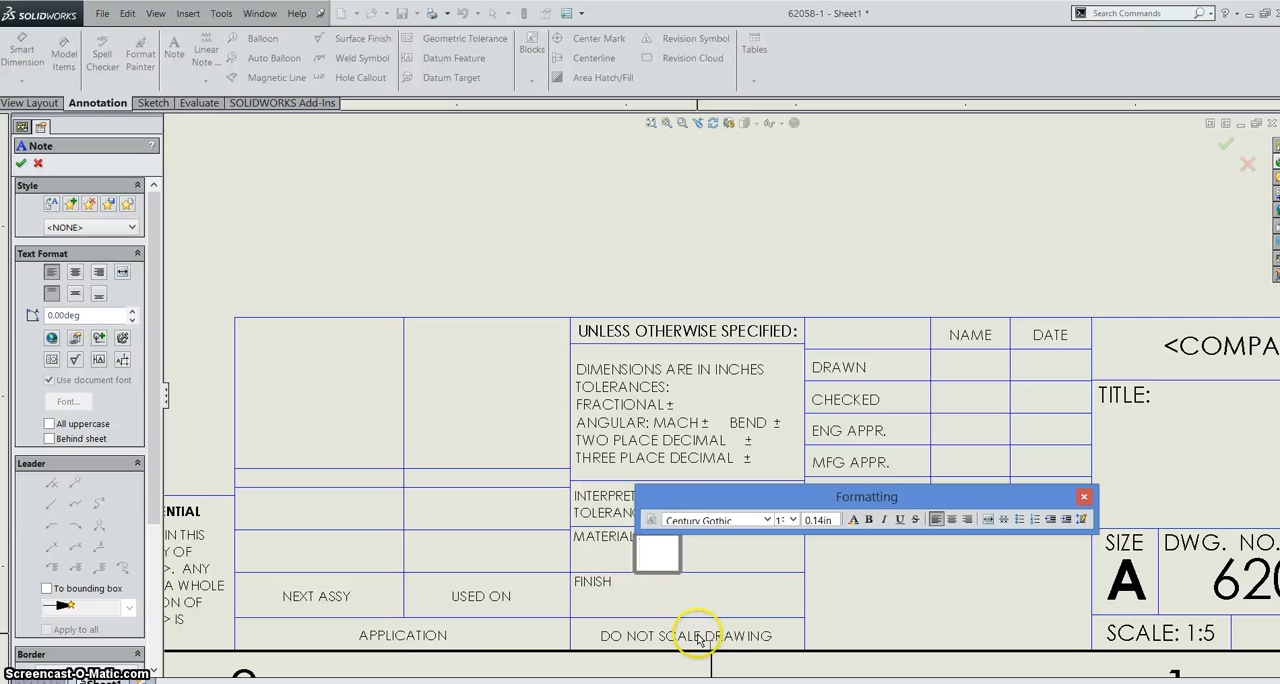 SOLIDWORKS
File Edit View Insert Tools Window Help
62058-1 - Sheet1 *
Search Commands
Smart Dimension
Model Items
Spell Checker
Format Painter
Note
Linear Note ...
Balloon
Auto Balloon
Magnetic Line
Surface Finish
Weld Symbol
Hole Callout
Geometric Tolerance
Datum Feature
Datum Target
Blocks
Center Mark
Centerline
Area Hatch/Fill
Revision Symbol
Revision Cloud
Tables
View Layout Annotation Sketch Evaluate SOLIDWORKS Add-Ins
Note ?
Style
<NONE>
Text Format
0.00deg
Use document font
Font...
All uppercase
Behind sheet
Leader
To bounding box
Apply to all
Border
Screencast-O-Matic.com
Sheet1
ENTIAL
Y OF
>. ANY
A WHOLE
ON OF
> IS
NEXT ASSY
USED ON
APPLICATION
UNLESS OTHERWISE SPECIFIED:
DIMENSIONS ARE IN INCHES
TOLERANCES:
FRACTIONAL ±
ANGULAR: MACH ± BEND ±
TWO PLACE DECIMAL ±
THREE PLACE DECIMAL ±
INTERPRET
TOLERANC
MATERIAL
FINISH
DO NOT SCALE DRAWING
NAME DATE
DRAWN
CHECKED
ENG APPR.
MFG APPR.
Formatting
Century Gothic 0.14in
A B I U S
<COMPA
TITLE:
SIZE DWG. NO.
A 620
SCALE: 1:5